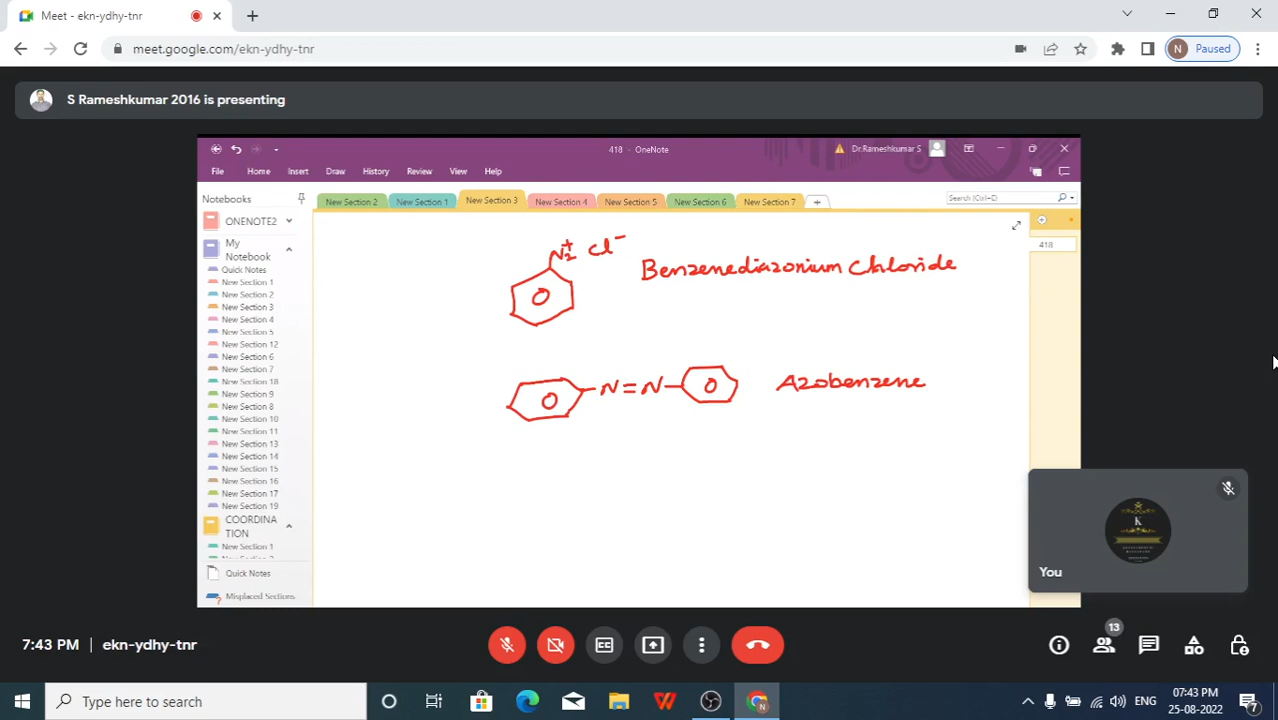 Meet - ekn-ydhy-tnr
meet.google.com/ekn-ydhy-tnr
N Paused
S Rameshkumar 2016 is presenting
418 - OneNote
Dr.Rameshkumar S
File Home Insert Draw History Review View Help
Notebooks
New Section 2 New Section 1 New Section 3 New Section 4 New Section 5 New Section 6 New Section 7 +
Search (Ctrl+E)
ONENOTE2
My Notebook
418
Quick Notes
New Section 1
New Section 2
New Section 3
New Section 4
New Section 5
New Section 12
New Section 6
New Section 7
New Section 18
New Section 9
New Section 8
New Section 10
New Section 11
New Section 13
New Section 14
New Section 15
New Section 16
New Section 17
New Section 19
COORDINATION
New Section 1
Quick Notes
Misplaced Sections
N₂⁺ Cl⁻ Benzenediazonium Chloride
N=N Azobenzene
K
You
7:43 PM | ekn-ydhy-tnr
13
Type here to search
N
ENG
07:43 PM
25-08-2022
7